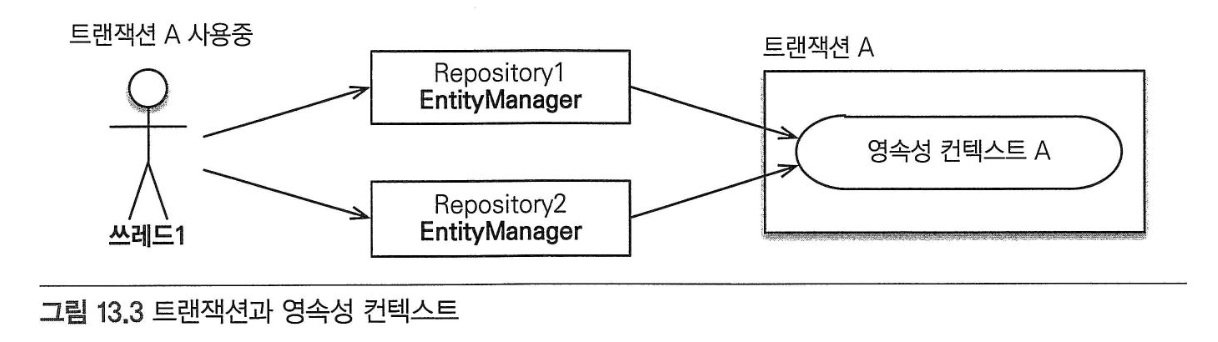 트랜잭션 A 사용중
쓰레드1
Repository1
EntityManager
Repository2
EntityManager
트랜잭션 A
영속성 컨텍스트 A
그림 13.3 트랜잭션과 영속성 컨텍스트